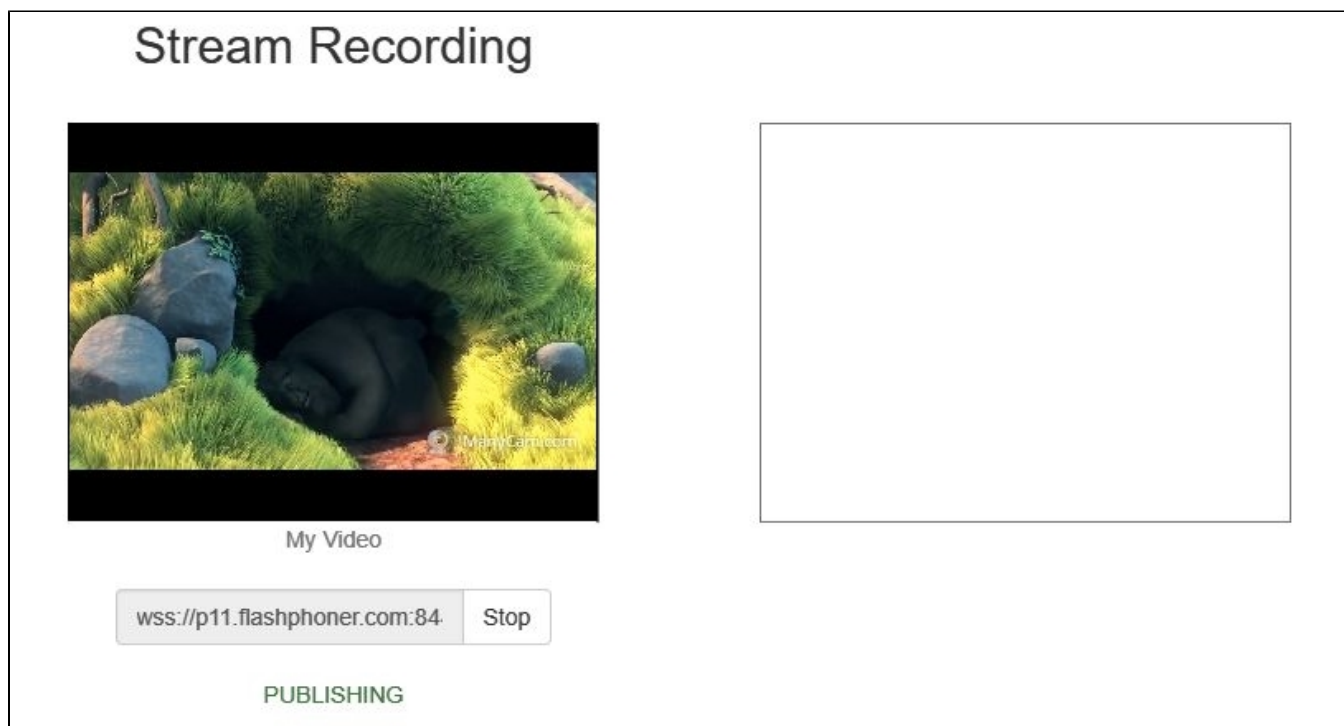 Stream Recording
ManyCam.com
My Video
wss://p11.flashphoner.com:84
Stop
PUBLISHING